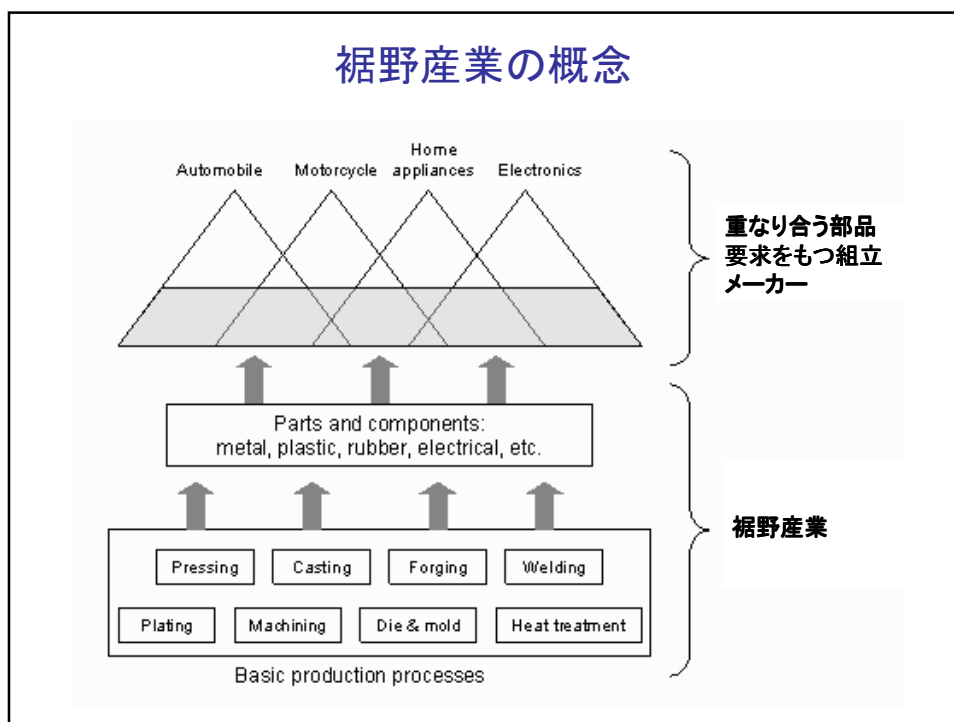 裾野産業の概念
Automobile
Motorcycle
Home
appliances
Electronics
重なり合う部品
要求をもつ組立
メーカー
Parts and components:
metal, plastic, rubber, electrical, etc.
裾野産業
Pressing
Casting
Forging
Welding
Plating
Machining
Die & mold
Heat treatment
Basic production processes